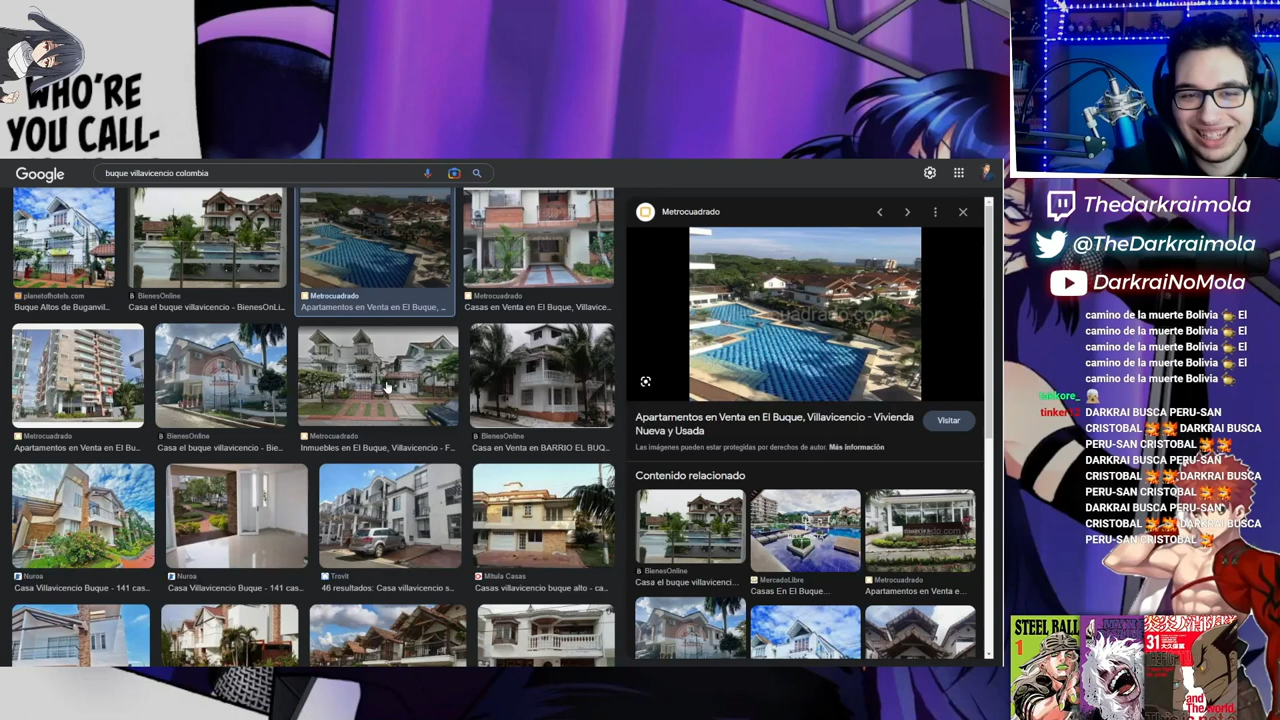 WHO'RE
YOU CALL-
Google
buque villavicencio colombia
planetofhotels.com
Buque Altos de Buganvil...
BienesOnline
Casa el buque villavicencio - BienesOnLi...
Metrocuadrado
Apartamentos en Venta en El Buque, ...
Metrocuadrado
Casas en Venta en El Buque, Villavice...
Metrocuadrado
Apartamentos en Venta en El Bu...
BienesOnline
Casa el buque villavicencio - Bie...
Metrocuadrado
Inmuebles en El Buque, Villavicencio - F...
BienesOnline
Casa en Venta en BARRIO EL BUQ...
Nuroa
Casa Villavicencio Buque - 141 cas...
Nuroa
Casa Villavicencio Buque - 141 cas...
Trovit
46 resultados: Casa villavicencio s...
Mitula Casas
Casas villavicencio buque alto - ca...
Metrocuadrado
Apartamentos en Venta en El Buque, Villavicencio - Vivienda
Nueva y Usada
Visitar
Las imágenes pueden estar protegidas por derechos de autor. Más información
Contenido relacionado
BienesOnline
Casa el buque villavicenci...
MercadoLibre
Casas En El Buque...
Metrocuadrado
Apartamentos en Venta e...
Thedarkraimola
@TheDarkraimola
DarkraiNoMola
camino de la muerte Bolivia El
camino de la muerte Bolivia El
camino de la muerte Bolivia El
camino de la muerte Bolivia El
camino de la muerte Bolivia
DARKRAI BUSCA PERU-SAN
CRISTOBAL DARKRAI BUSCA
PERU-SAN CRISTOBAL
DARKRAI BUSCA PERU-SAN
CRISTOBAL DARKRAI BUSCA
PERU-SAN CRISTOBAL
DARKRAI BUSCA PERU-SAN
CRISTOBAL DARKRAI BUSCA
PERU-SAN CRISTOBAL
STEEL BALL
1
31
and
The world